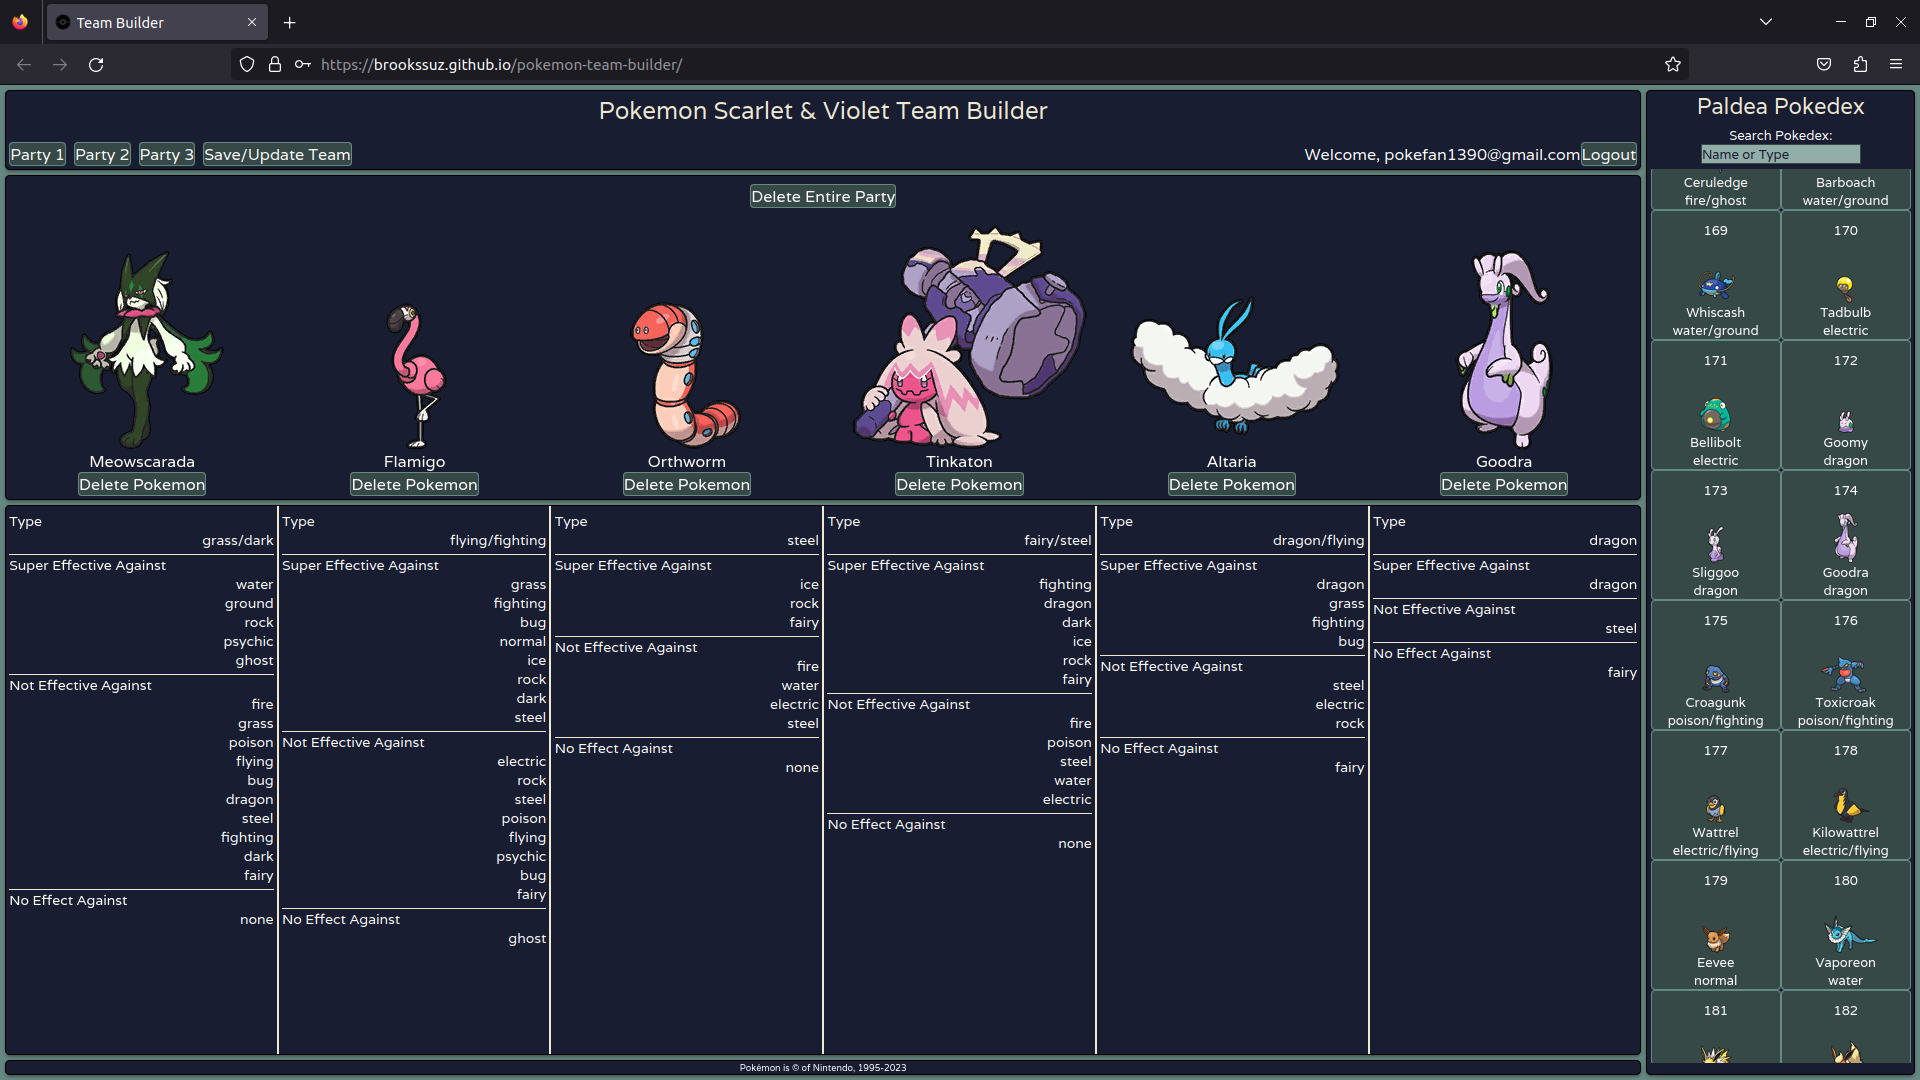 Team Builder
https://brookssuz.github.io/pokemon-team-builder/
Pokemon Scarlet & Violet Team Builder
Party 1 Party 2 Party 3 Save/Update Team
Welcome, pokefan1390@gmail.com Logout
Delete Entire Party
Meowscarada
Delete Pokemon
Flamigo
Delete Pokemon
Orthworm
Delete Pokemon
Tinkaton
Delete Pokemon
Altaria
Delete Pokemon
Goodra
Delete Pokemon
Type
grass/dark
Super Effective Against
water
ground
rock
psychic
ghost
Not Effective Against
fire
grass
poison
flying
bug
dragon
steel
fighting
dark
fairy
No Effect Against
none
Type
flying/fighting
Super Effective Against
grass
fighting
bug
normal
ice
rock
dark
steel
Not Effective Against
electric
rock
steel
poison
flying
psychic
bug
fairy
No Effect Against
ghost
Type
steel
Super Effective Against
ice
rock
fairy
Not Effective Against
fire
water
electric
steel
No Effect Against
none
Type
fairy/steel
Super Effective Against
fighting
dragon
dark
ice
rock
fairy
Not Effective Against
fire
poison
steel
water
electric
No Effect Against
none
Type
dragon/flying
Super Effective Against
dragon
grass
fighting
bug
Not Effective Against
steel
electric
rock
No Effect Against
fairy
Type
dragon
Super Effective Against
dragon
Not Effective Against
steel
No Effect Against
fairy
Pokémon is © of Nintendo, 1995-2023
Paldea Pokedex
Search Pokedex:
Name or Type
Ceruledge
fire/ghost
Barboach
water/ground
169
Whiscash
water/ground
170
Tadbulb
electric
171
Bellibolt
electric
172
Goomy
dragon
173
Sliggoo
dragon
174
Goodra
dragon
175
Croagunk
poison/fighting
176
Toxicroak
poison/fighting
177
Wattrel
electric/flying
178
Kilowattrel
electric/flying
179
Eevee
normal
180
Vaporeon
water
181
182